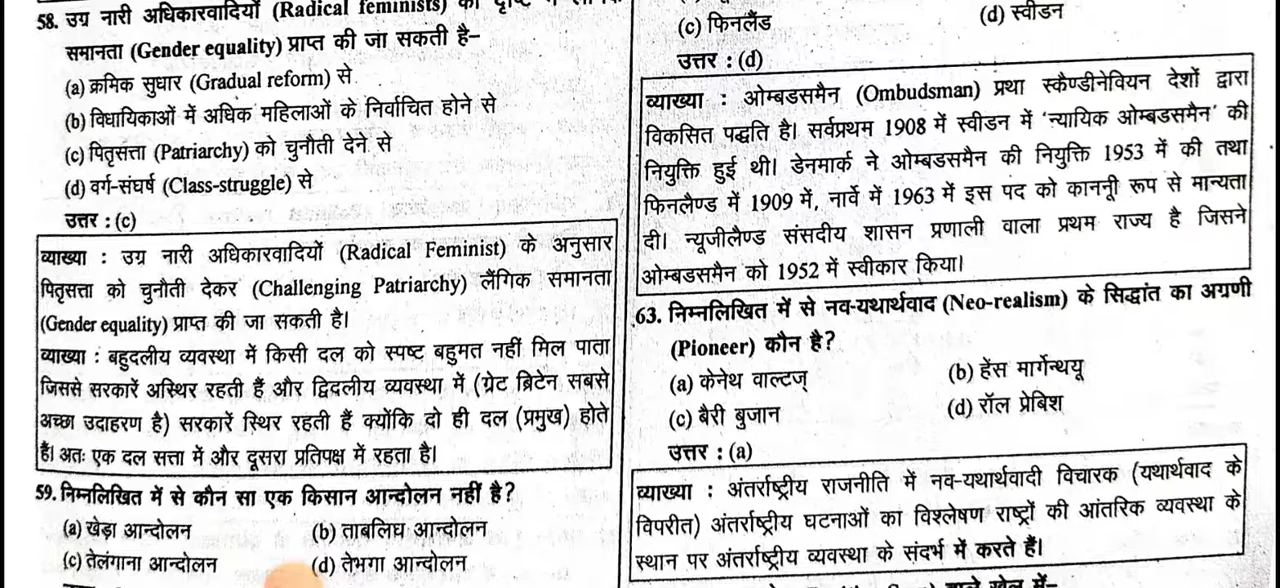 58. उग्र नारी अधिकारवादियों (Radical feminists)
समानता (Gender equality) प्राप्त की जा सकती है–
(a) क्रमिक सुधार (Gradual reform) से
(b) विधायिकाओं में अधिक महिलाओं के निर्वाचित होने से
(c) पितृसत्ता (Patriarchy) को चुनौती देने से
(d) वर्ग-संघर्ष (Class-struggle) से
उत्तर : (c)
व्याख्या : उग्र नारी अधिकारवादियों (Radical Feminist) के अनुसार
पितृसत्ता को चुनौती देकर (Challenging Patriarchy) लैंगिक समानता
(Gender equality) प्राप्त की जा सकती है।
व्याख्या : बहुदलीय व्यवस्था में किसी दल को स्पष्ट बहुमत नहीं मिल पाता
जिससे सरकारें अस्थिर रहती हैं और द्विदलीय व्यवस्था में (ग्रेट ब्रिटेन सबसे
अच्छा उदाहरण है) सरकारें स्थिर रहती हैं क्योंकि दो ही दल (प्रमुख) होते
हैं। अतः एक दल सत्ता में और दूसरा प्रतिपक्ष में रहता है।
59. निम्नलिखित में से कौन सा एक किसान आन्दोलन नहीं है?
(a) खेड़ा आन्दोलन (b) ताबलिप्त आन्दोलन
(c) तेलंगाना आन्दोलन (d) तेभगा आन्दोलन
(c) फिनलैंड (d) स्वीडन
उत्तर : (d)
व्याख्या : ओम्बडसमैन (Ombudsman) प्रथा स्कैण्डीनेवियन देशों द्वारा
विकसित पद्धति है। सर्वप्रथम 1908 में स्वीडन में 'न्यायिक ओम्बडसमैन' की
नियुक्ति हुई थी। डेनमार्क ने ओम्बडसमैन की नियुक्ति 1953 में की तथा
फिनलैण्ड में 1909 में, नार्वे में 1963 में इस पद को कानूनी रूप से मान्यता
दी। न्यूजीलैण्ड संसदीय शासन प्रणाली वाला प्रथम राज्य है जिसने
ओम्बडसमैन को 1952 में स्वीकार किया।
63. निम्नलिखित में से नव-यथार्थवाद (Neo-realism) के सिद्धांत का अग्रणी
(Pioneer) कौन है?
(a) केनेथ वाल्टज् (b) हेंस मार्गेन्थयू
(c) बैरी बुजान (d) रॉल प्रेबिश
उत्तर : (a)
व्याख्या : अंतर्राष्ट्रीय राजनीति में नव-यथार्थवादी विचारक (यथार्थवाद के
विपरीत) अंतर्राष्ट्रीय घटनाओं का विश्लेषण राष्ट्रों की आंतरिक व्यवस्था के
स्थान पर अंतर्राष्ट्रीय व्यवस्था के संदर्भ में करते हैं।